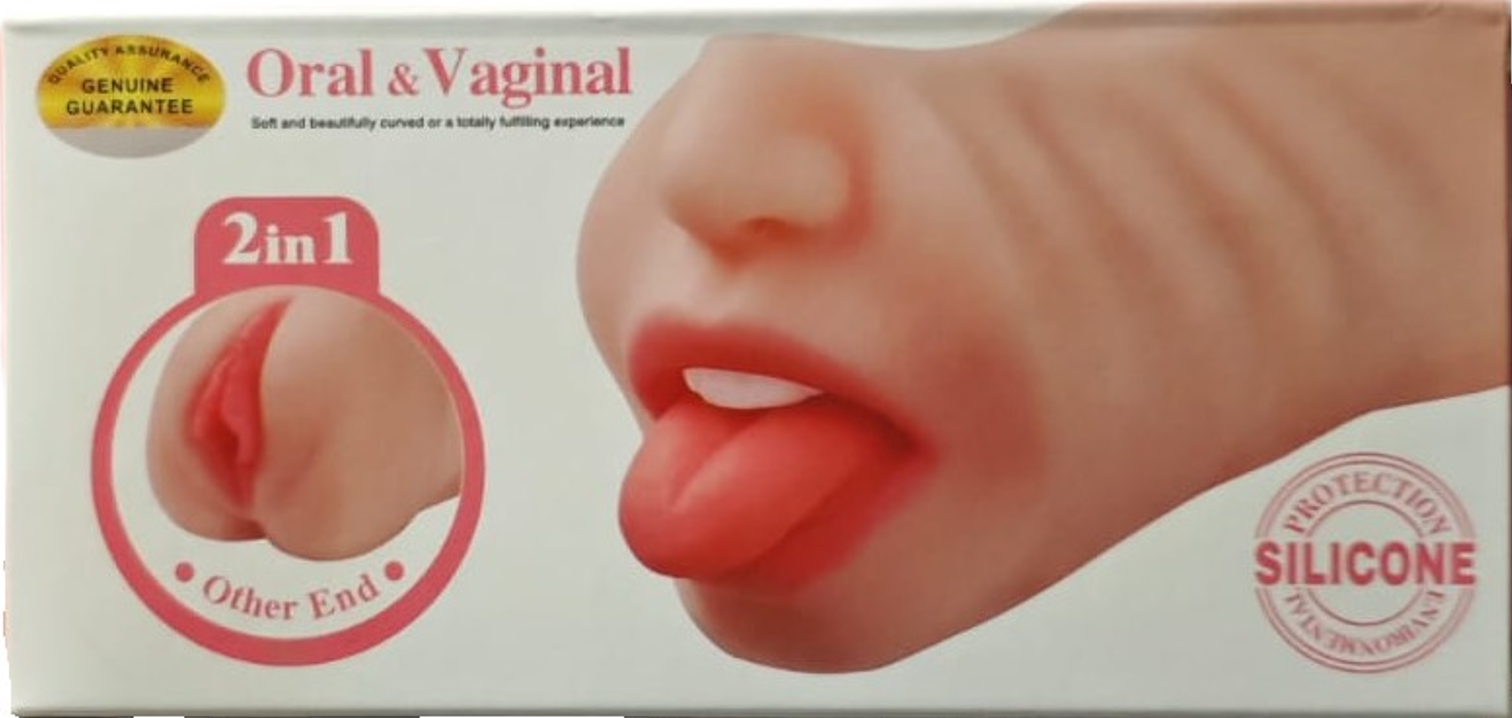 QUALITY ASSURANCE
GENUINE
GUARANTEE
Oral & Vaginal
Soft and beautifully curved or a totally fulfilling experience
2in1
• Other End •
PROTECTION
SILICONE
ENVIRONMENTAL